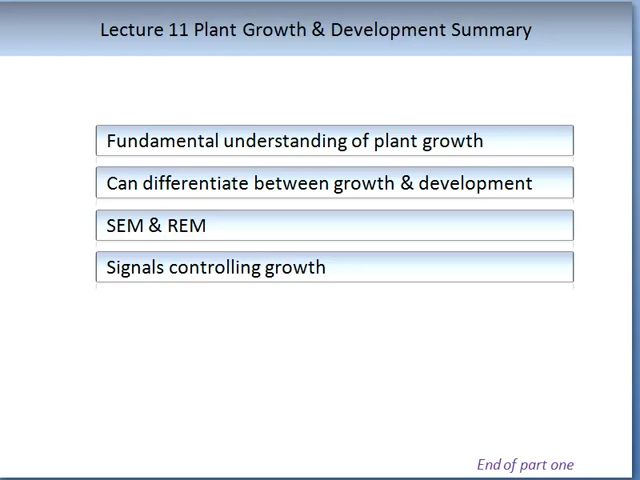 Lecture 11 Plant Growth & Development Summary
Fundamental understanding of plant growth
Can differentiate between growth & development
SEM & REM
Signals controlling growth
End of part one